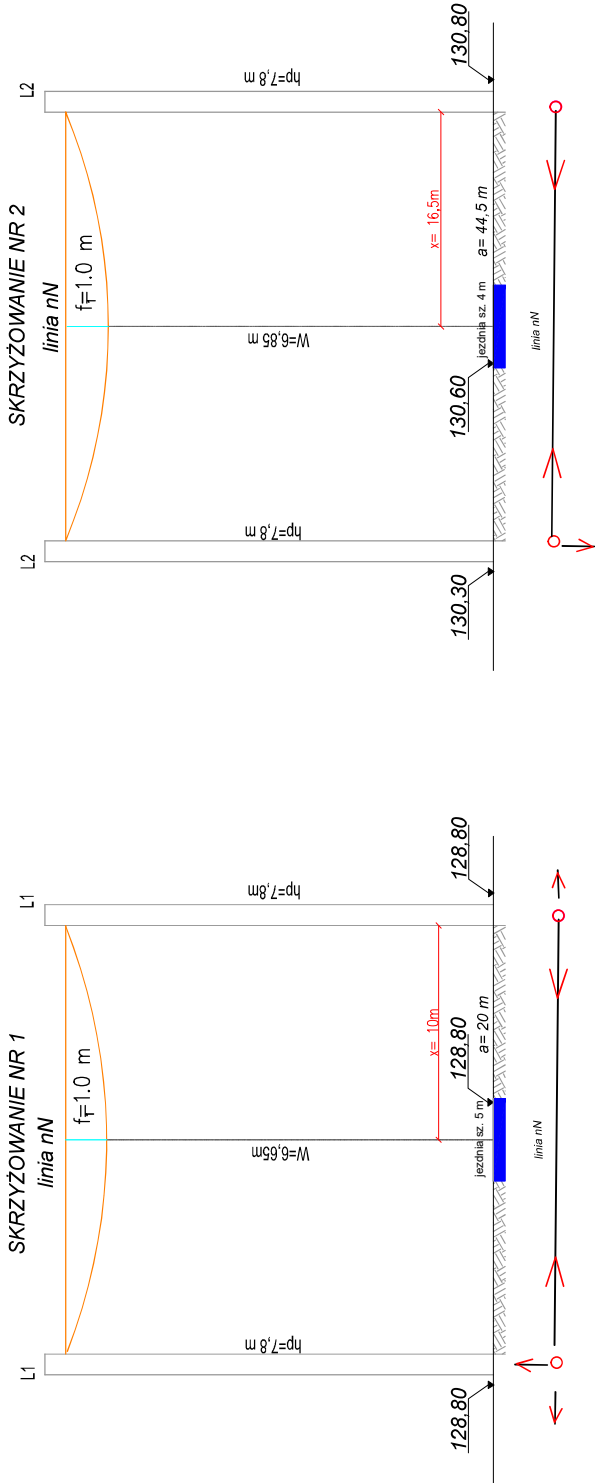 SKRZYŻOWANIE NR 1
linia nN
L1
L1
f=1.0 m
hp=7,8 m
hp=7,8m
W=6,65m
x= 10m
128,80
128,80
128,80
jezdnia sz. 5 m
a= 20 m
linia nN
SKRZYŻOWANIE NR 2
linia nN
L2
L2
f=1.0 m
hp=7,8 m
hp=7,8 m
W=6,85 m
x= 16,5m
130,30
130,60
130,80
jezdnia sz. 4 m
a= 44,5 m
linia nN